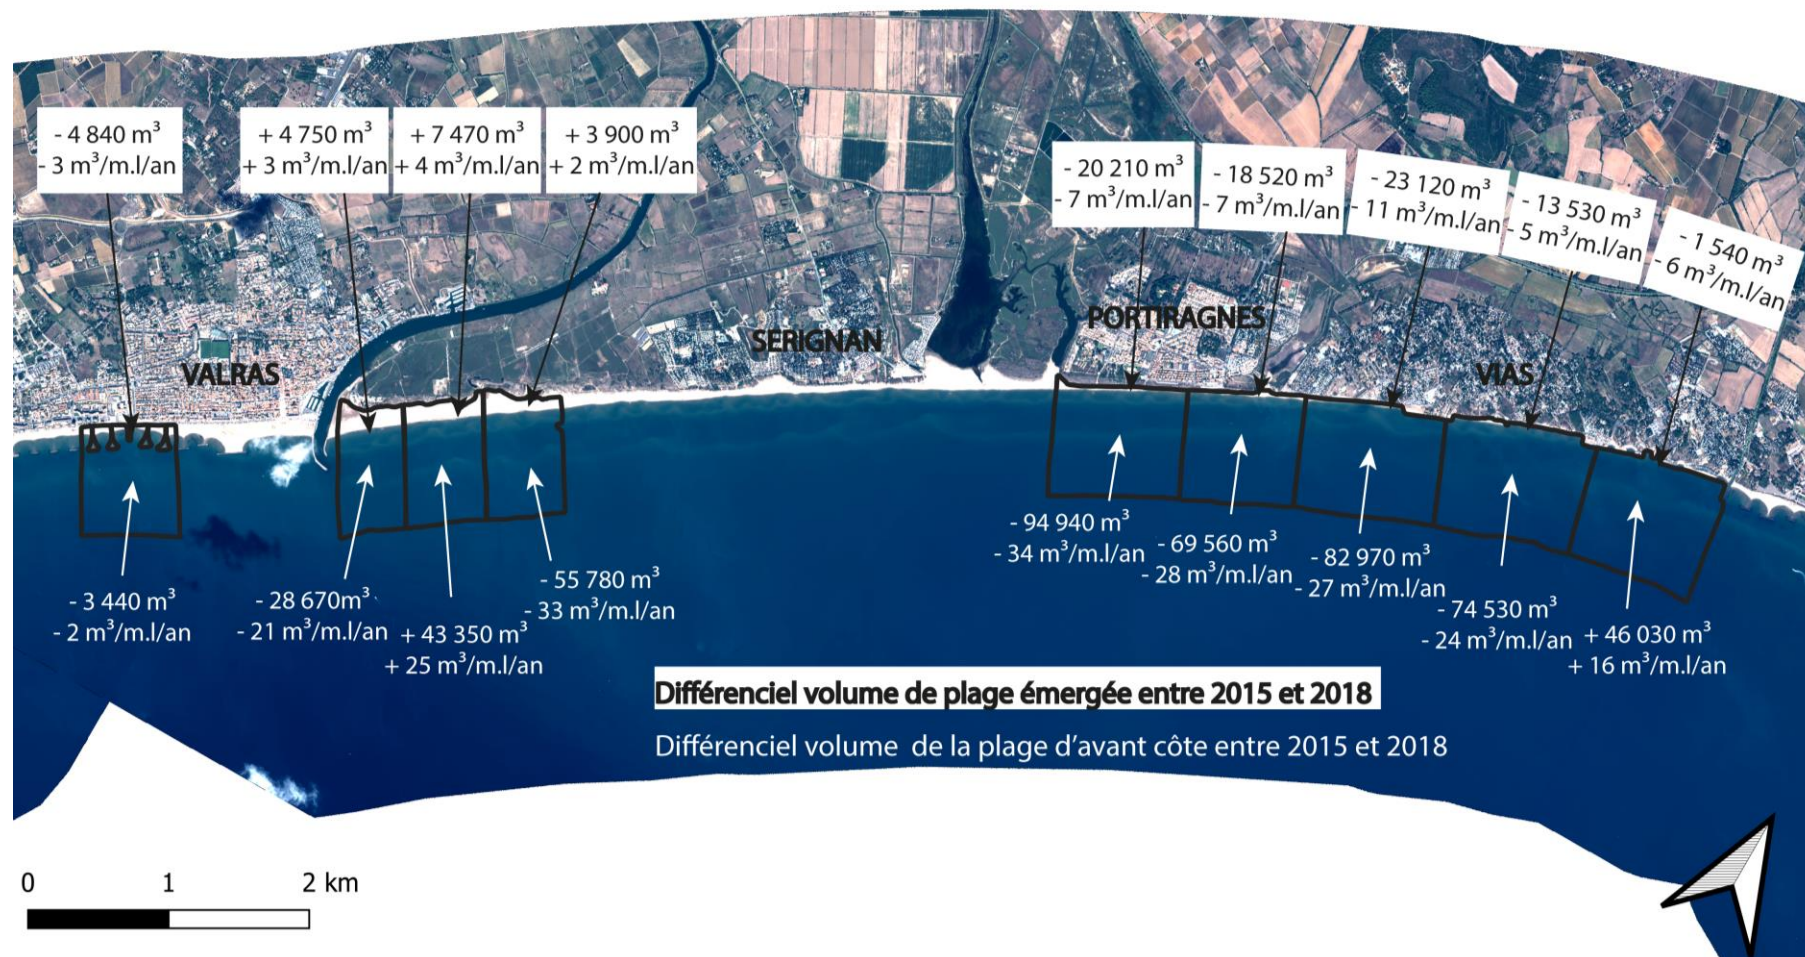 - 4 840 m³
- 3 m³/m.l/an
+ 4 750 m³
+ 3 m³/m.l/an
+ 7 470 m³
+ 4 m³/m.l/an
+ 3 900 m³
+ 2 m³/m.l/an
- 20 210 m³
- 7 m³/m.l/an
- 18 520 m³
- 7 m³/m.l/an
- 23 120 m³
- 11 m³/m.l/an
- 13 530 m³
- 5 m³/m.l/an
- 1 540 m³
- 6 m³/m.l/an
VALRAS
SERIGNAN
PORTIRAGNES
VIAS
- 3 440 m³
- 2 m³/m.l/an
- 28 670m³
- 21 m³/m.l/an
+ 43 350 m³
+ 25 m³/m.l/an
- 55 780 m³
- 33 m³/m.l/an
- 94 940 m³
- 34 m³/m.l/an
- 69 560 m³
- 28 m³/m.l/an
- 82 970 m³
- 27 m³/m.l/an
- 74 530 m³
- 24 m³/m.l/an
+ 46 030 m³
+ 16 m³/m.l/an
Différenciel volume de plage émergée entre 2015 et 2018
Différenciel volume de la plage d'avant côte entre 2015 et 2018
0 1 2 km